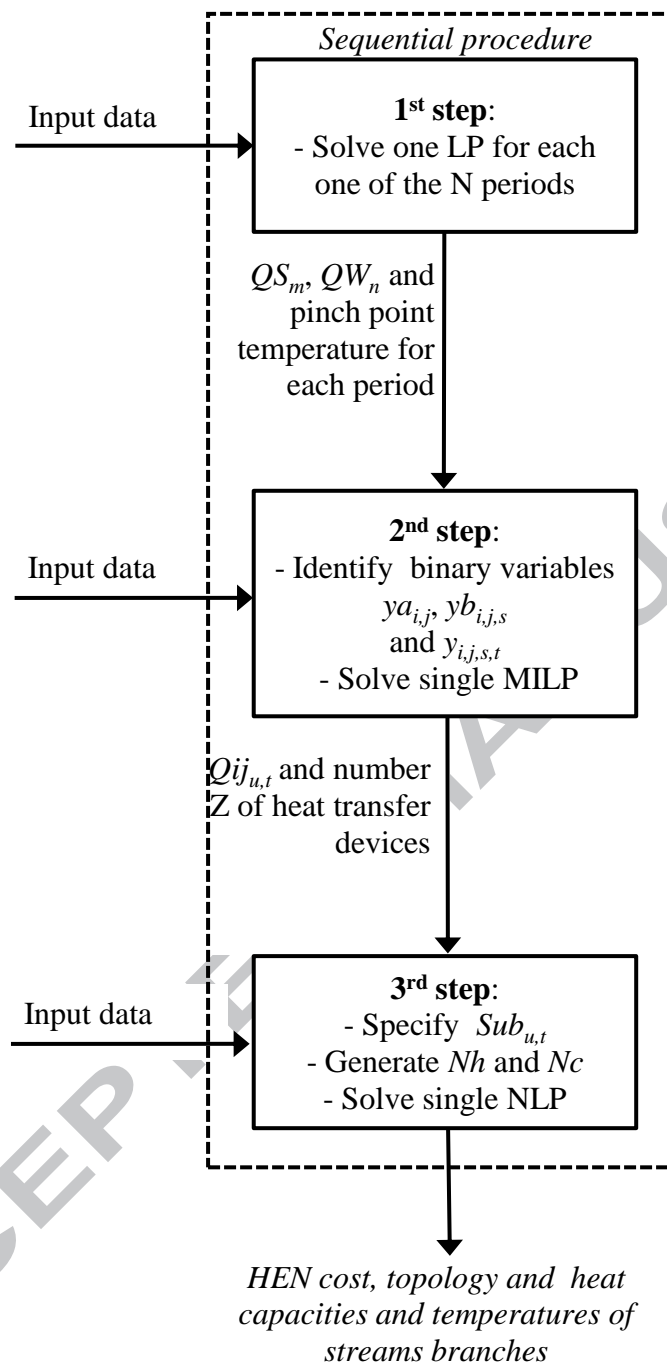 Sequential procedure
1st step:
- Solve one LP for each
one of the N periods
Input data
QSm, QWn and
pinch point
temperature for
each period
2nd step:
- Identify binary variables
yai,j, ybi,j,s
and yi,j,s,t
- Solve single MILP
Input data
Qiju,t and number
Z of heat transfer
devices
3rd step:
- Specify Subu,t
- Generate Nh and Nc
- Solve single NLP
Input data
HEN cost, topology and heat
capacities and temperatures of
streams branches